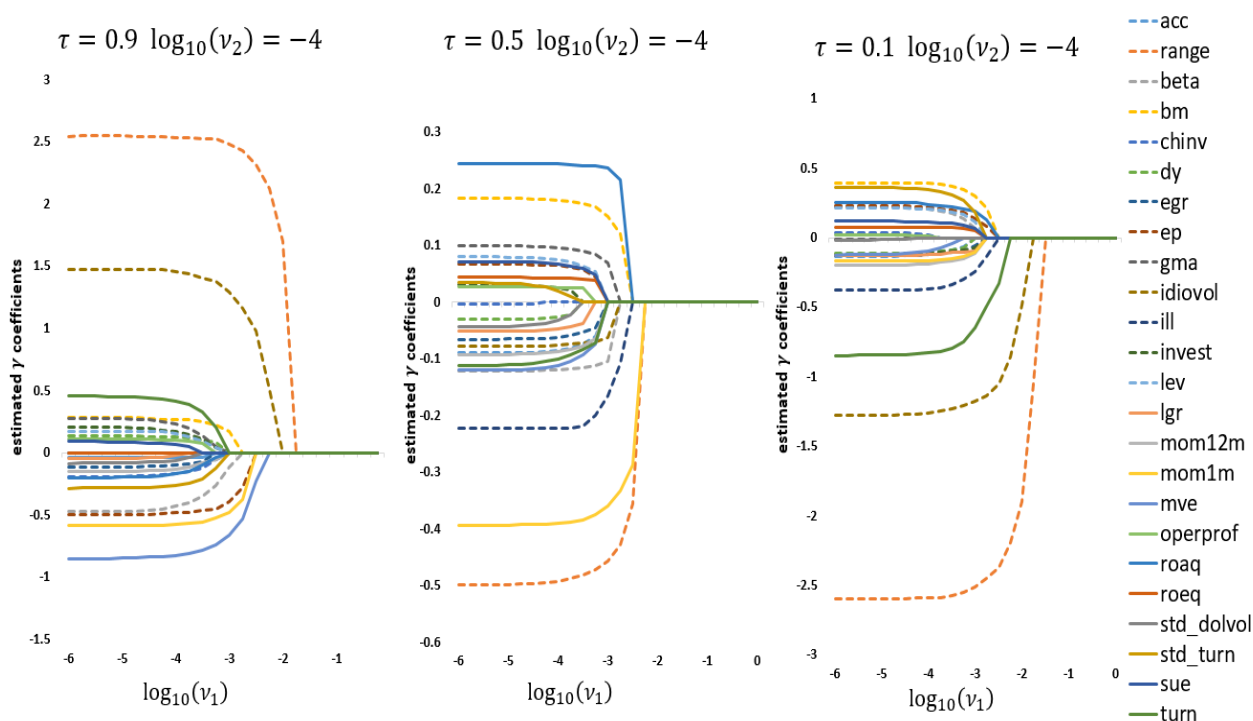 τ = 0.9 log₁₀(ν₂) = −4
3
2.5
2
1.5
1
0.5
0
-0.5
-1
-1.5
estimated γ coefficients
-6 -5 -4 -3 -2 -1
log₁₀(ν₁)
τ = 0.5 log₁₀(ν₂) = −4
0.3
0.2
0.1
0
-0.1
-0.2
-0.3
-0.4
-0.5
-0.6
estimated γ coefficients
-6 -5 -4 -3 -2 -1 0
log₁₀(ν₁)
τ = 0.1 log₁₀(ν₂) = −4
1
0.5
0
-0.5
-1
-1.5
-2
-2.5
-3
estimated γ coefficients
-6 -5 -4 -3 -2 -1 0
log₁₀(ν₁)
acc
range
beta
bm
chinv
dy
egr
ep
gma
idiovol
ill
invest
lev
lgr
mom12m
mom1m
mve
operprof
roaq
roeq
std_dolvol
std_turn
sue
turn